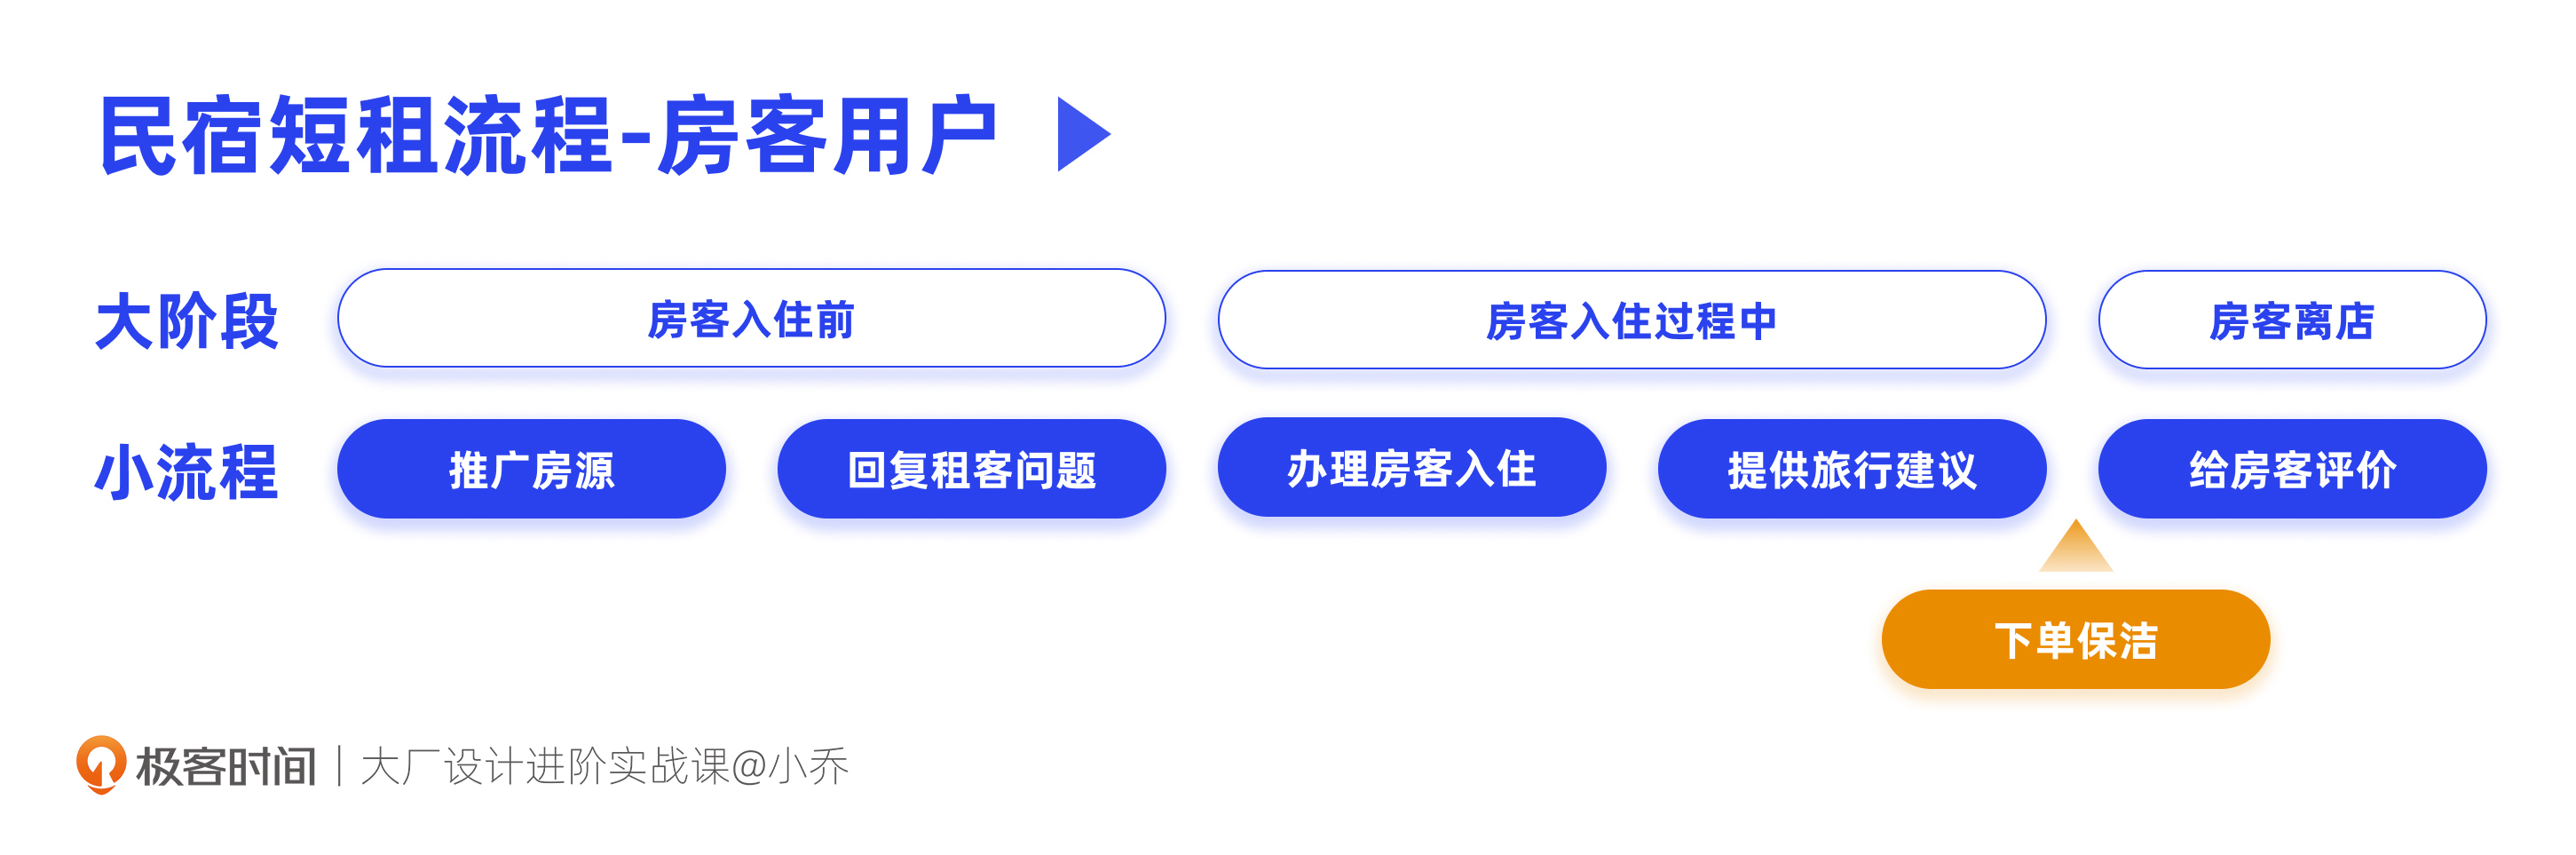 民宿短租流程-房客用户
大阶段 房客入住前 房客入住过程中 房客离店
小流程 推广房源 回复租客问题 办理房客入住 提供旅行建议 给房客评价
下单保洁
极客时间 | 大厂设计进阶实战课@小乔